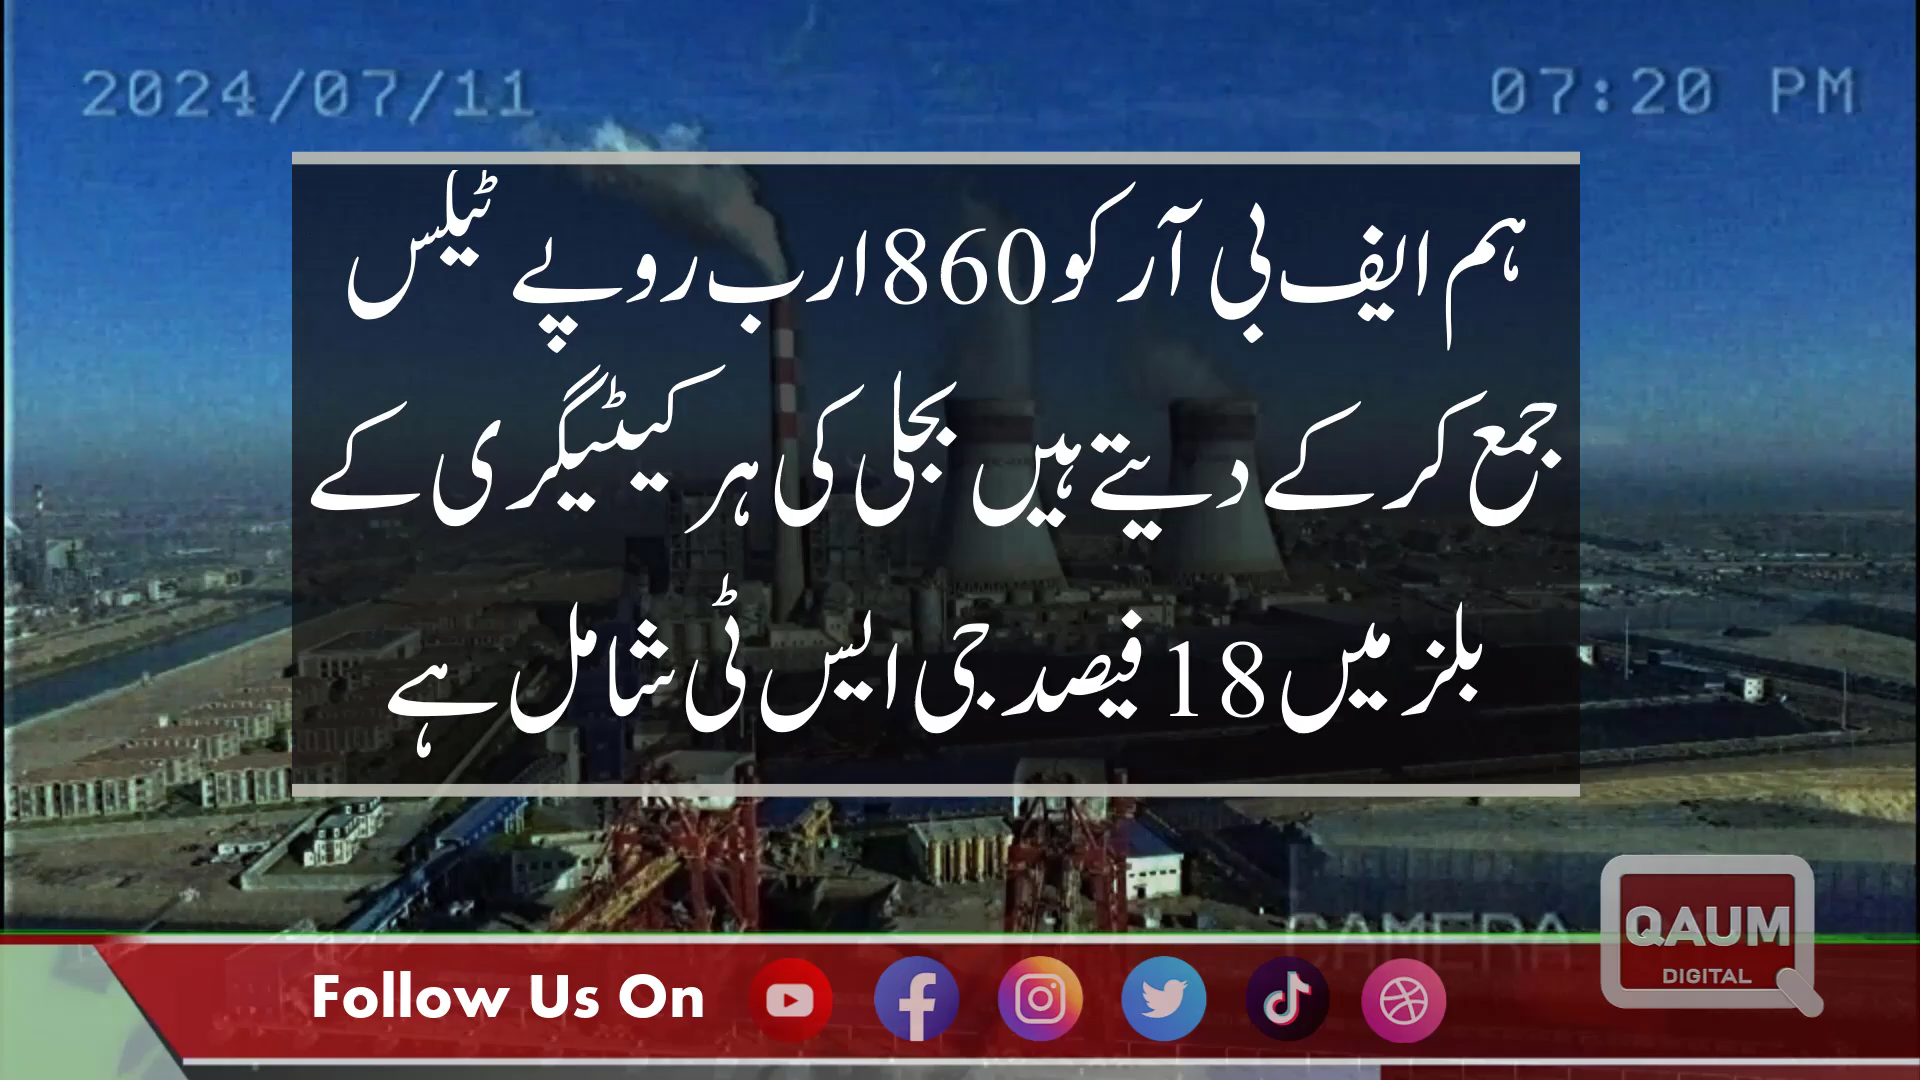 2024/07/11
07:20 PM
ہم ایف بی آر کو 860 ارب روپے ٹیلس
جمع کر کے دیتے ہیں بجلی کی ہر کیٹیگری کے
بلز میں 18 فیصد جی ایس ٹی شامل ہے
CAMERA
QAUM
DIGITAL
Follow Us On